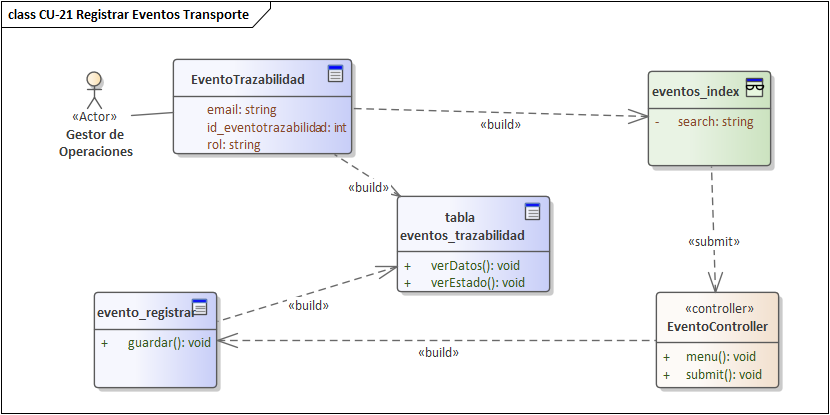 class CU-21 Registrar Eventos Transporte
«Actor»
Gestor de
Operaciones
EventoTrazabilidad
email: string
id_eventotrazabilidad: int
rol: string
«build»
eventos_index
- search: string
«build»
tabla
eventos_trazabilidad
+ verDatos(): void
+ verEstado(): void
«submit»
evento_registrar
+ guardar(): void
«build»
«controller»
EventoController
+ menu(): void
+ submit(): void
«build»